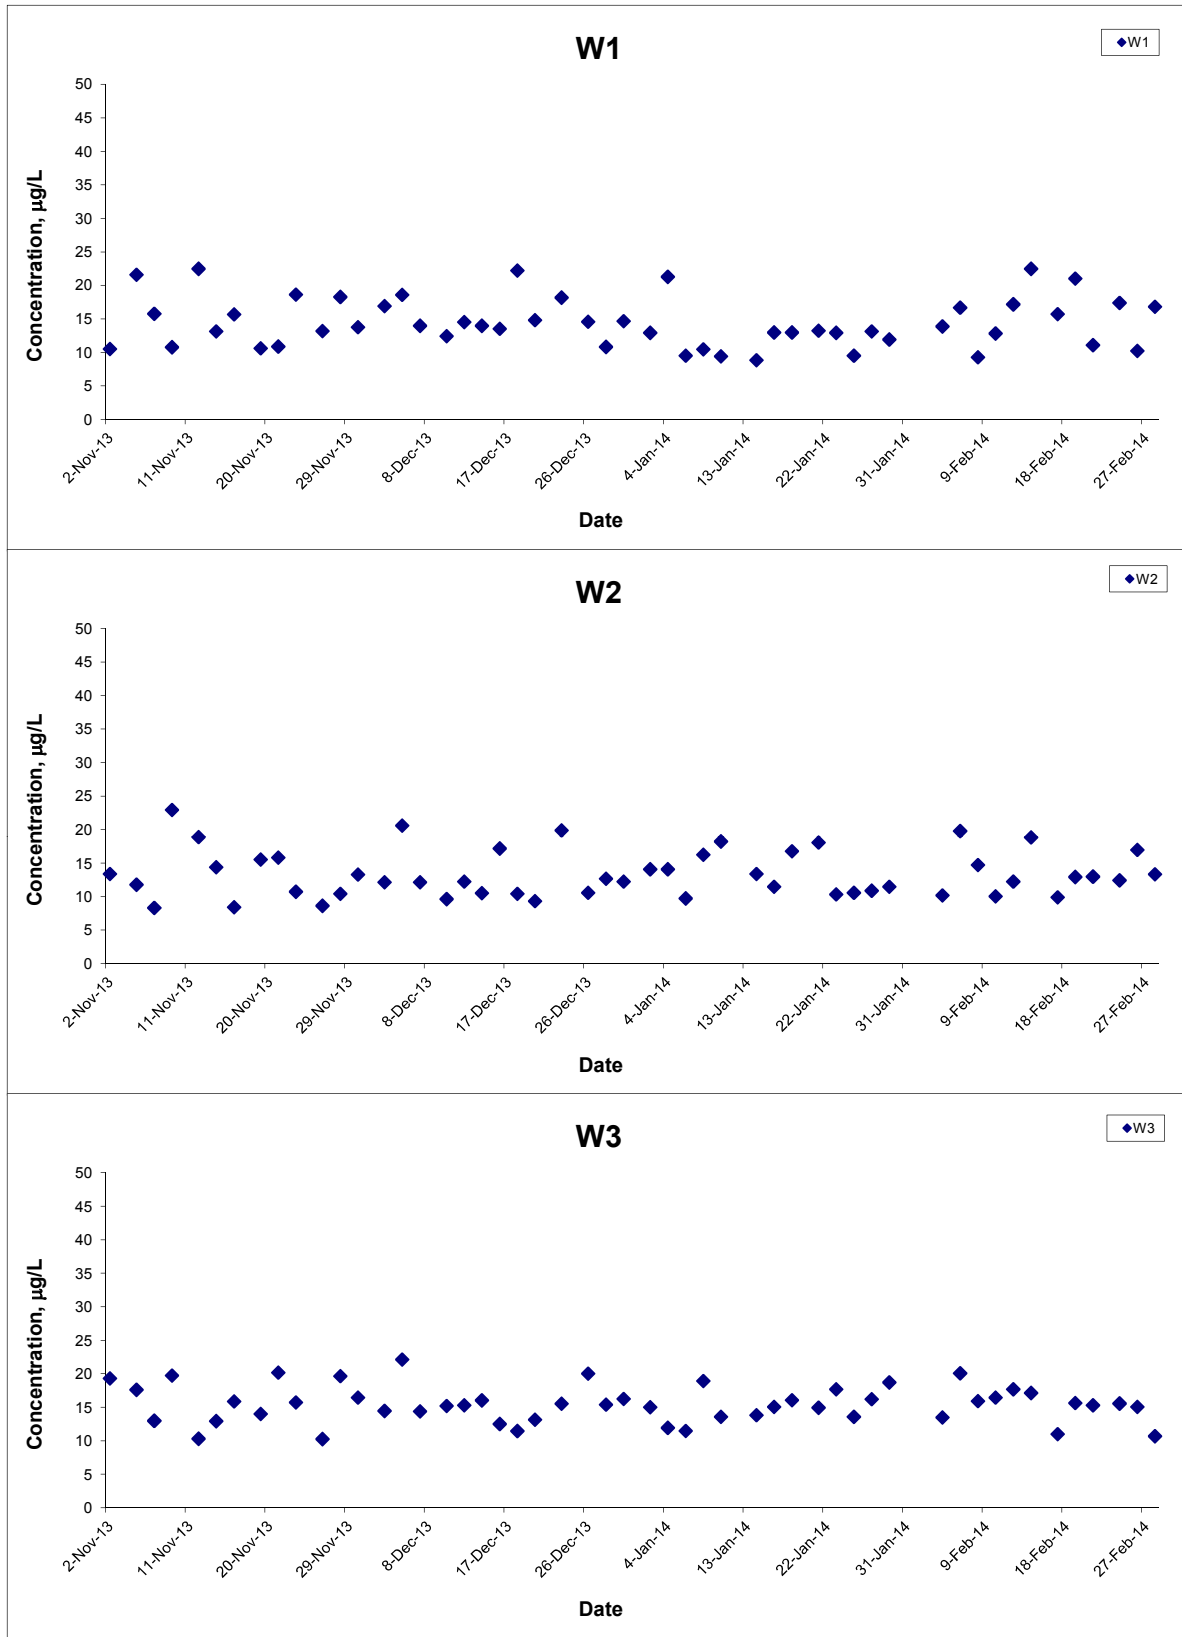 W1
W1
50
45
40
35
30
25
20
15
10
5
0
Concentration, µg/L
2-Nov-13
11-Nov-13
20-Nov-13
29-Nov-13
8-Dec-13
17-Dec-13
26-Dec-13
4-Jan-14
13-Jan-14
22-Jan-14
31-Jan-14
9-Feb-14
18-Feb-14
27-Feb-14
Date
W2
W2
50
45
40
35
30
25
20
15
10
5
0
Concentration, µg/L
2-Nov-13
11-Nov-13
20-Nov-13
29-Nov-13
8-Dec-13
17-Dec-13
26-Dec-13
4-Jan-14
13-Jan-14
22-Jan-14
31-Jan-14
9-Feb-14
18-Feb-14
27-Feb-14
Date
W3
W3
50
45
40
35
30
25
20
15
10
5
0
Concentration, µg/L
2-Nov-13
11-Nov-13
20-Nov-13
29-Nov-13
8-Dec-13
17-Dec-13
26-Dec-13
4-Jan-14
13-Jan-14
22-Jan-14
31-Jan-14
9-Feb-14
18-Feb-14
27-Feb-14
Date